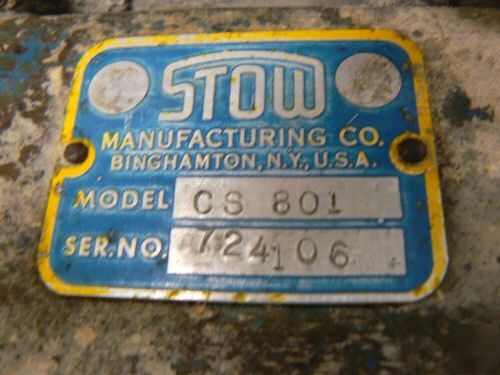 STOW
MANUFACTURING CO.
BINGHAMTON, N.Y., U.S.A.
MODEL CS 801
SER.NO. 724106